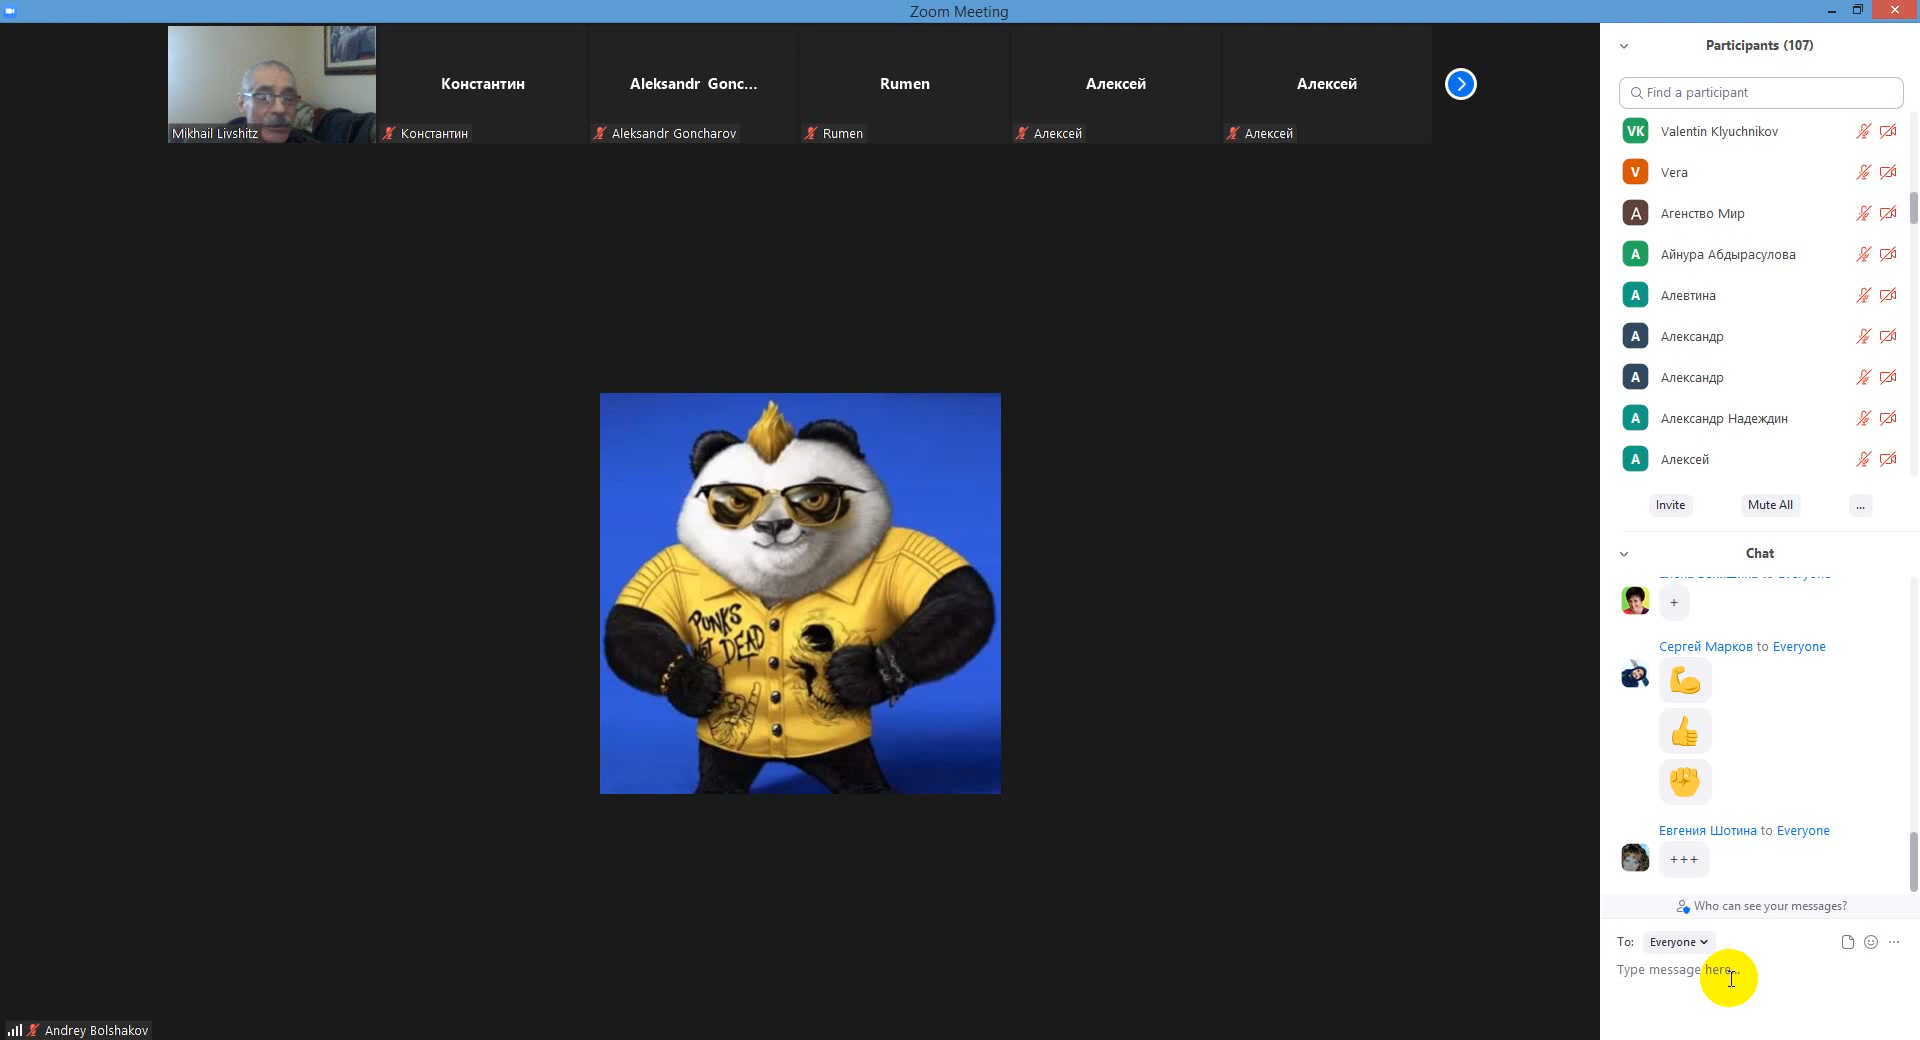 Zoom Meeting
Mikhail Livshitz
Константин
Константин
Aleksandr Gonc...
Aleksandr Goncharov
Rumen
Rumen
Алексей
Алексей
Алексей
Алексей
PUNKS
NOT DEAD
Andrey Bolshakov
Participants (107)
Find a participant
VK Valentin Klyuchnikov
V Vera
А Агенство Мир
А Айнура Абдырасулова
А Алевтина
А Александр
А Александр
А Александр Надеждин
А Алексей
Invite Mute All ...
Chat
+
Сергей Марков to Everyone
Евгения Шотина to Everyone
+++
Who can see your messages?
To: Everyone
Type message here...